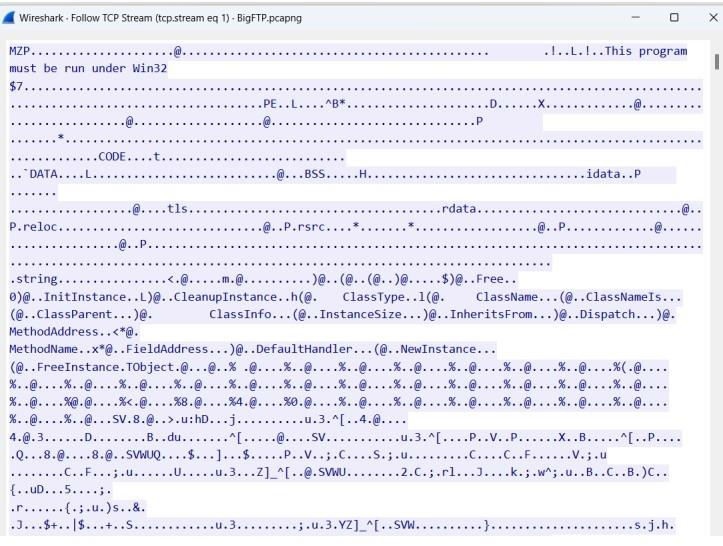 Wireshark · Follow TCP Stream (tcp.stream eq 1) · BigFTP.pcapng
MZP...............@............................................... .!..L.!..This program
must be run under Win32
$7.....................................................................................
................................PE..L....^B*..................D......X.............@.........
................@................@..........................P
.......*...............................................................................
............CODE....t..........................
..`DATA....L.......................@...BSS.....H...............................idata..P
.......
................@....tls................................rdata..........................@..
P.reloc..........................@..P.rsrc....*.......*................@..P............@......
................@..P.....................................................................
...................................................................
.string................<.@.....m.@..........)@..(@..(@..)@.....$)@..Free..
0)@..InitInstance..L)@..CleanupInstance..h(@. ClassType..l(@. ClassName...(@..ClassNameIs...
(@..ClassParent...)@. ClassInfo...(@..InstanceSize...)@..InheritsFrom...)@..Dispatch...)@.
MethodAddress..<*@.
MethodName..x*@..FieldAddress...)@..DefaultHandler...(@..NewInstance...
(@..FreeInstance.TObject.@...@..% .@....%..@....%..@....%..@....%..@....%..@....%..@....%(.@....
%..@....%..@....%..@....%..@....%..@....%..@....%..@....%..@....%..@....%..@....%..@....
%..@....%@.@....%<.@....%8.@....%4.@....%0.@....%..@....%..@....%..@....%..@....%..@....
%..@....%..@...SV.8.@..>.u:hD...j..........u.3.^[..4.@....
4.@.3......D........B..du.......^[.....@....SV............u.3.^[....P..V..P......X..B.....^[..P....
.Q...8.@....8.@..SVWUQ....$...]...$.....P..V..;.C....S.;.u........C....C..F......V.;.u
........C..F...;.u......U.....u.3...Z]_^[..@.SVWU........2.C.;.rl...J....k.;.w^;.u..B..C..B.)C..
{..uD...5....;.
.r......{.;.u.)s..&.
.J...$+..|$...+..S............u.3.........;.u.3.YZ]_^[..SVW...........}....................s.j.h.